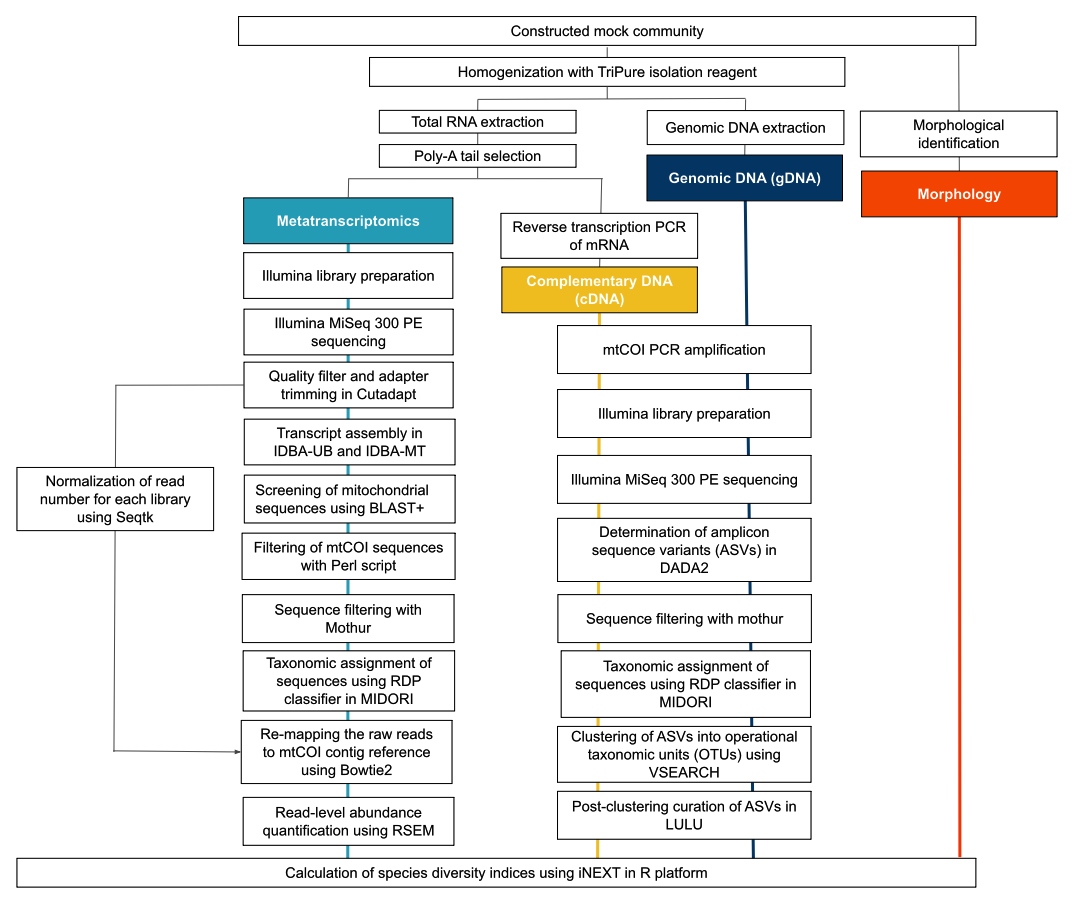 Constructed mock community
Homogenization with TriPure isolation reagent
Total RNA extraction
Poly-A tail selection
Genomic DNA extraction
Genomic DNA (gDNA)
Morphological
identification
Morphology
Metatranscriptomics
Illumina library preparation
Illumina MiSeq 300 PE
sequencing
Quality filter and adapter
trimming in Cutadapt
Transcript assembly in
IDBA-UB and IDBA-MT
Screening of mitochondrial
sequences using BLAST+
Filtering of mtCOI sequences
with Perl script
Sequence filtering with
Mothur
Taxonomic assignment of
sequences using RDP
classifier in MIDORI
Re-mapping the raw reads
to mtCOI contig reference
using Bowtie2
Read-level abundance
quantification using RSEM
Normalization of read
number for each library
using Seqtk
Reverse transcription PCR
of mRNA
Complementary DNA
(cDNA)
mtCOI PCR amplification
Illumina library preparation
Illumina MiSeq 300 PE sequencing
Determination of amplicon
sequence variants (ASVs) in
DADA2
Sequence filtering with mothur
Taxonomic assignment of
sequences using RDP classifier in
MIDORI
Clustering of ASVs into operational
taxonomic units (OTUs) using
VSEARCH
Post-clustering curation of ASVs in
LULU
Calculation of species diversity indices using iNEXT in R platform